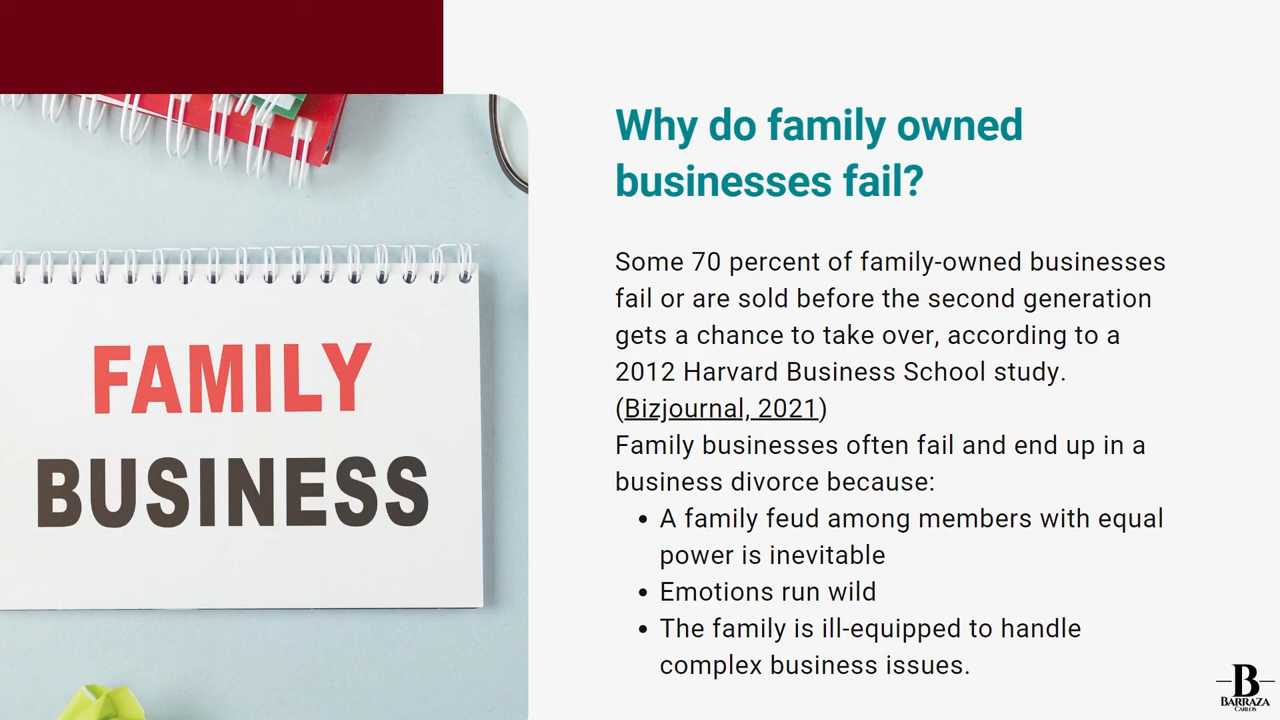 FAMILY
BUSINESS
Why do family owned
businesses fail?
Some 70 percent of family-owned businesses
fail or are sold before the second generation
gets a chance to take over, according to a
2012 Harvard Business School study.
(Bizjournal, 2021)
Family businesses often fail and end up in a
business divorce because:
• A family feud among members with equal
power is inevitable
• Emotions run wild
• The family is ill-equipped to handle
complex business issues.
B
BARRAZA
CARLOS